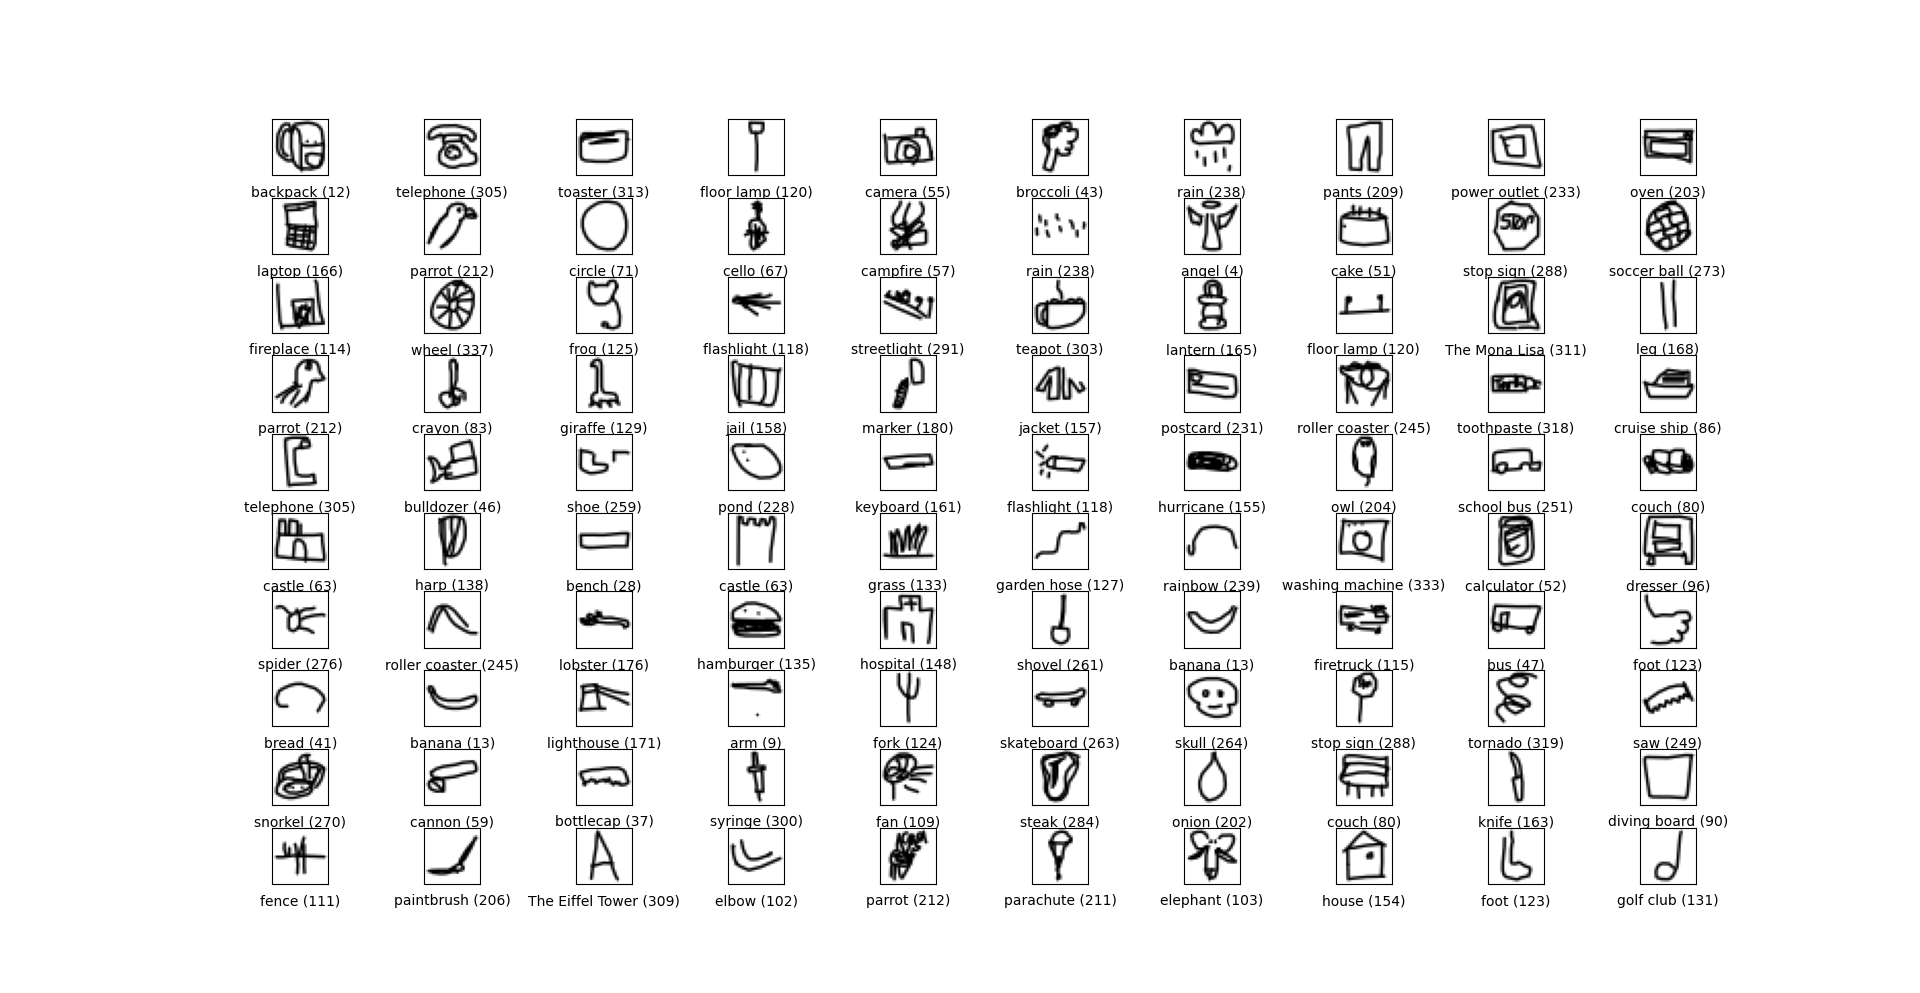 backpack (12) telephone (305) toaster (313) floor lamp (120) camera (55) broccoli (43) rain (238) pants (209) power outlet (233) oven (203)
STOP
laptop (166) parrot (212) circle (71) cello (67) campfire (57) rain (238) angel (4) cake (51) stop sign (288) soccer ball (273)
fireplace (114) wheel (337) frog (125) flashlight (118) streetlight (291) teapot (303) lantern (165) floor lamp (120) The Mona Lisa (311) leg (168)
parrot (212) crayon (83) giraffe (129) jail (158) marker (180) jacket (157) postcard (231) roller coaster (245) toothpaste (318) cruise ship (86)
telephone (305) bulldozer (46) shoe (259) pond (228) keyboard (161) flashlight (118) hurricane (155) owl (204) school bus (251) couch (80)
castle (63) harp (138) bench (28) castle (63) grass (133) garden hose (127) rainbow (239) washing machine (333) calculator (52) dresser (96)
spider (276) roller coaster (245) lobster (176) hamburger (135) hospital (148) shovel (261) banana (13) firetruck (115) bus (47) foot (123)
bread (41) banana (13) lighthouse (171) arm (9) fork (124) skateboard (263) skull (264) stop sign (288) tornado (319) saw (249)
snorkel (270) cannon (59) bottlecap (37) syringe (300) fan (109) steak (284) onion (202) couch (80) knife (163) diving board (90)
fence (111) paintbrush (206) The Eiffel Tower (309) elbow (102) parrot (212) parachute (211) elephant (103) house (154) foot (123) golf club (131)